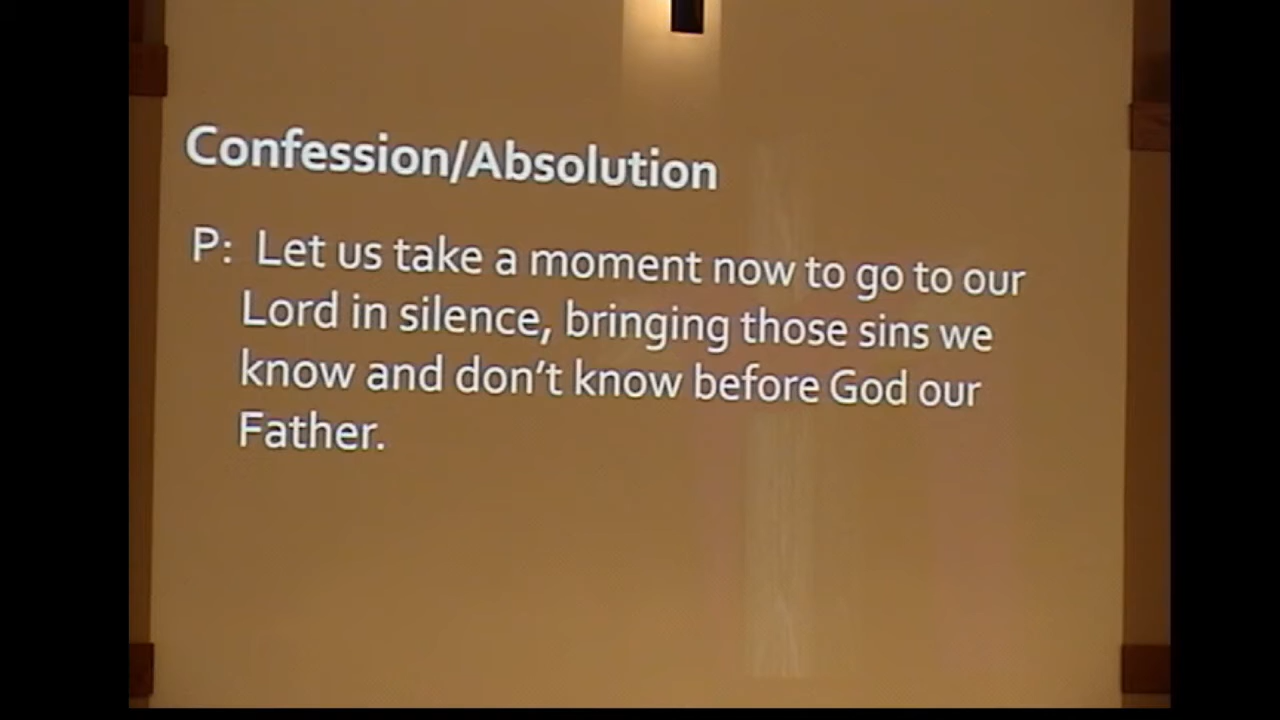 Confession/Absolution
P: Let us take a moment now to go to our
Lord in silence, bringing those sins we
know and don’t know before God our
Father.